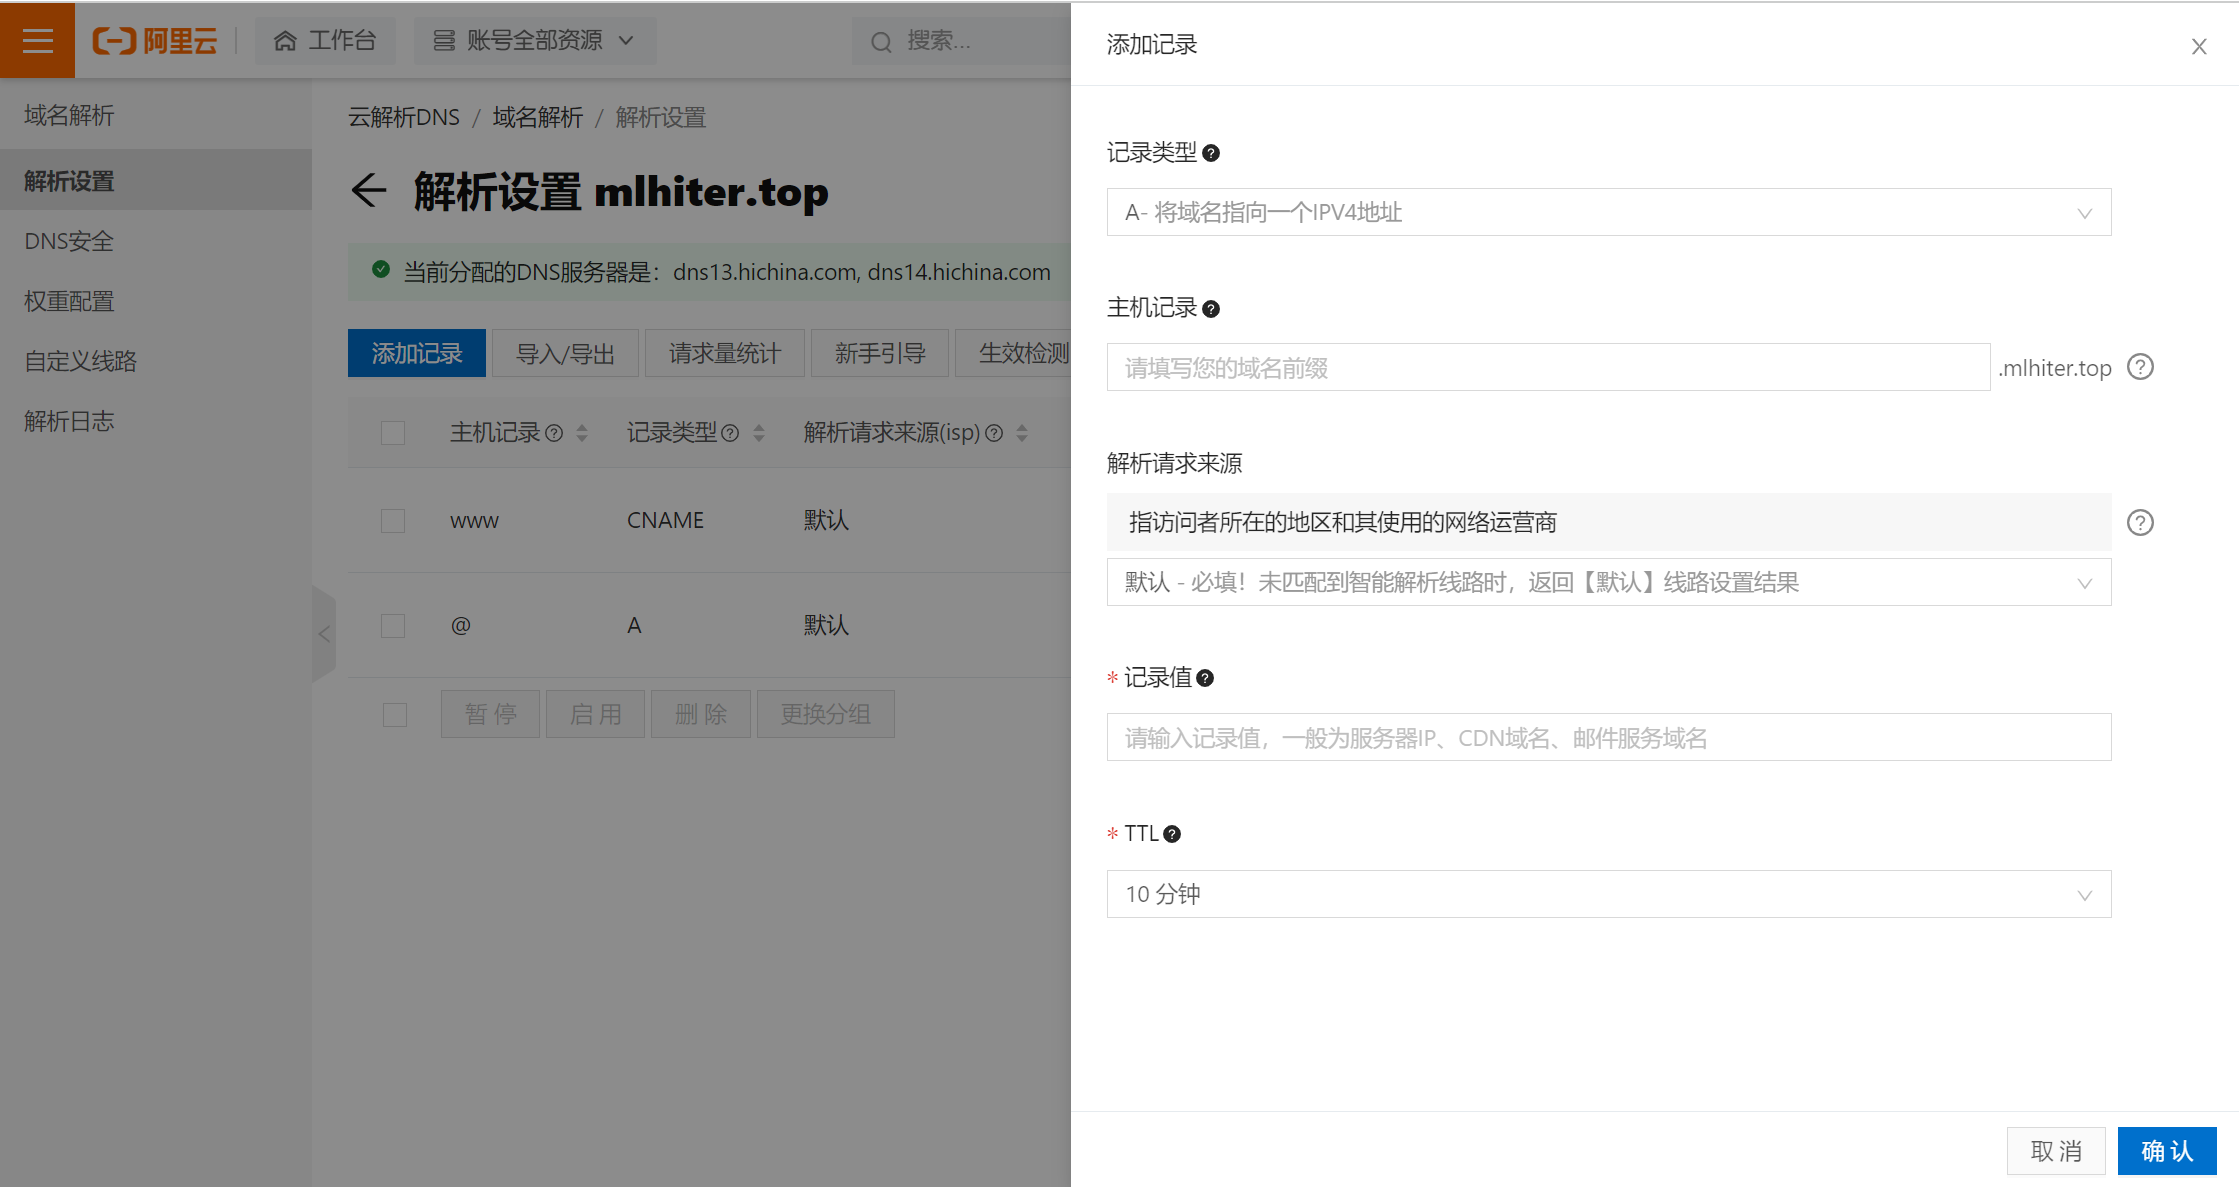 阿里云
工作台
账号全部资源
搜索...
域名解析
解析设置
DNS安全
权重配置
自定义线路
解析日志
云解析DNS / 域名解析 / 解析设置
解析设置 mlhiter.top
当前分配的DNS服务器是：dns13.hichina.com, dns14.hichina.com
添加记录 导入/导出 请求量统计 新手引导 生效检测
主机记录 记录类型 解析请求来源(isp)
www CNAME 默认
@ A 默认
暂停 启用 删除 更换分组
添加记录
记录类型
A- 将域名指向一个IPV4地址
主机记录
请填写您的域名前缀 .mlhiter.top
解析请求来源
指访问者所在的地区和其使用的网络运营商
默认 - 必填！未匹配到智能解析线路时，返回【默认】线路设置结果
* 记录值
请输入记录值，一般为服务器IP、CDN域名、邮件服务域名
* TTL
10 分钟
取消 确认